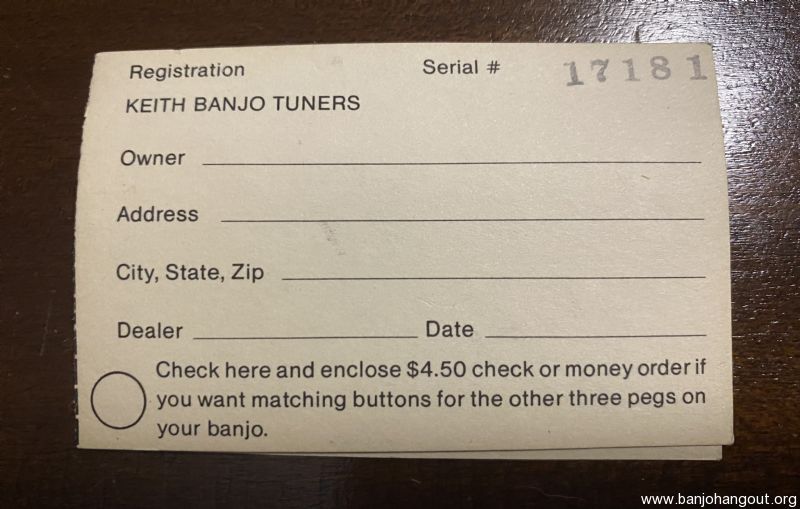 Registration Serial # 17181
KEITH BANJO TUNERS
Owner
Address
City, State, Zip
Dealer Date
Check here and enclose $4.50 check or money order if
you want matching buttons for the other three pegs on
your banjo.
www.banjohangout.org